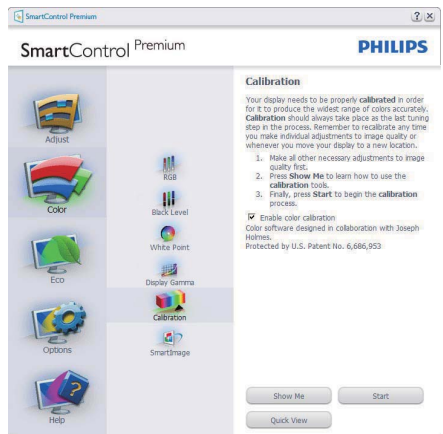 SmartControl Premium
? ×
SmartControl Premium
PHILIPS
Adjust
Color
Eco
Options
Help
RGB
Black Level
White Point
Display Gamma
Calibration
SmartImage
Calibration
Your display needs to be properly calibrated in order
for it to produce the widest range of colors accurately.
Calibration should always take place as the last tuning
step in the process. Remember to recalibrate any time
you make individual adjustments to image quality or
whenever you move your display to a new location.
1. Make all other necessary adjustments to image
quality first.
2. Press Show Me to learn how to use the
calibration tools.
3. Finally, press Start to begin the calibration
process.
Enable color calibration
Color software designed in collaboration with Joseph
Holmes.
Protected by U.S. Patent No. 6,686,953
Show Me
Start
Quick View